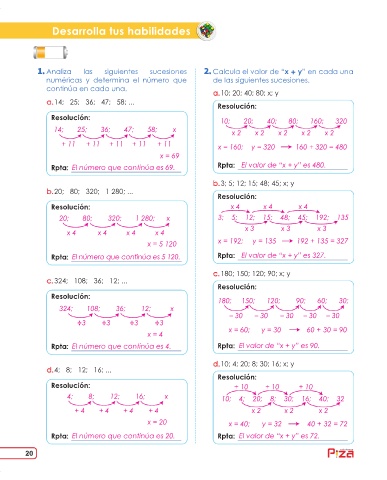 Desarrolla tus habilidades
1. Analiza las siguientes sucesiones
numéricas y determina el número que
continúa en cada una.
a. 14; 25; 36; 47; 58; ...
Resolución:
14; 25; 36; 47; 58; x
+ 11 + 11 + 11 + 11 + 11
x = 69
Rpta: El número que continúa es 69.
b. 20; 80; 320; 1 280; ...
Resolución:
20; 80; 320; 1 280; x
x 4 x 4 x 4 x 4
x = 5 120
Rpta: El número que continúa es 5 120.
c. 324; 108; 36; 12; ...
Resolución:
324; 108; 36; 12; x
÷3 ÷3 ÷3 ÷3
x = 4
Rpta: El número que continúa es 4.
d. 4; 8; 12; 16; ...
Resolución:
4; 8; 12; 16; x
+ 4 + 4 + 4 + 4
x = 20
Rpta: El número que continúa es 20.
2. Calcula el valor de “x + y” en cada una
de las siguientes sucesiones.
a. 10; 20; 40; 80; x; y
Resolución:
10; 20; 40; 80; 160; 320
x 2 x 2 x 2 x 2 x 2
x = 160; y = 320 → 160 + 320 = 480
Rpta: El valor de “x + y” es 480.
b. 3; 5; 12; 15; 48; 45; x; y
Resolución:
x 4 x 4 x 4
3; 5; 12; 15; 48; 45; 192; 135
x 3 x 3 x 3
x = 192; y = 135 → 192 + 135 = 327
Rpta: El valor de “x + y” es 327.
c. 180; 150; 120; 90; x; y
Resolución:
180; 150; 120; 90; 60; 30;
– 30 – 30 – 30 – 30 – 30
x = 60; y = 30 → 60 + 30 = 90
Rpta: El valor de “x + y” es 90.
d. 10; 4; 20; 8; 30; 16; x; y
Resolución:
+ 10 + 10 + 10
10; 4; 20; 8; 30; 16; 40; 32
x 2 x 2 x 2
x = 40; y = 32 → 40 + 32 = 72
Rpta: El valor de “x + y” es 72.
20